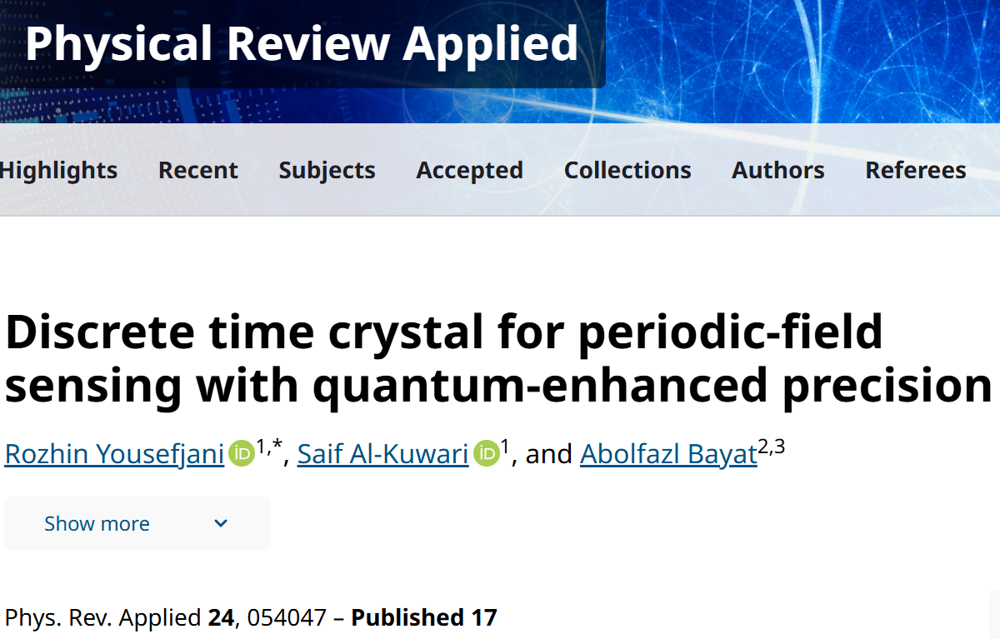 Physical Review Applied
Highlights Recent Subjects Accepted Collections Authors Referees
Discrete time crystal for periodic-field
sensing with quantum-enhanced precision
Rozhin Yousefjani iD 1,*, Saif Al-Kuwari iD 1, and Abolfazl Bayat 2,3
Show more
Phys. Rev. Applied 24, 054047 – Published 17